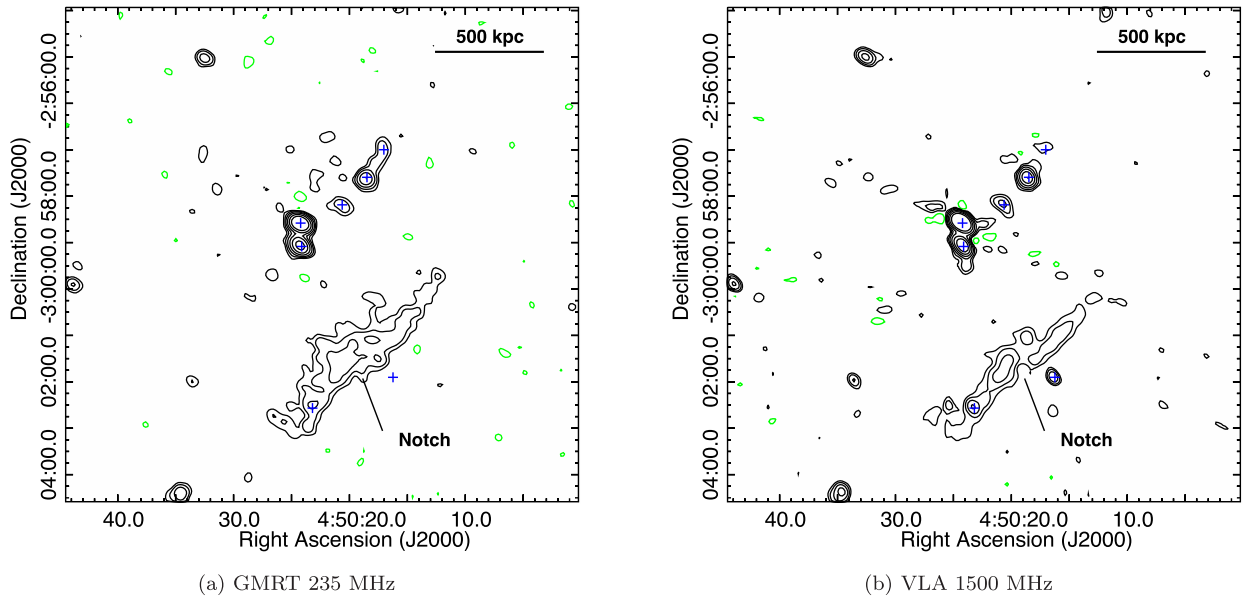 500 kpc
Declination (J2000)
-2:56:00.0
58:00.0
-3:00:00.0
02:00.0
04:00.0
Notch
40.0 30.0 4:50:20.0 10.0
Right Ascension (J2000)
(a) GMRT 235 MHz
500 kpc
Declination (J2000)
-2:56:00.0
58:00.0
-3:00:00.0
02:00.0
04:00.0
Notch
40.0 30.0 4:50:20.0 10.0
Right Ascension (J2000)
(b) VLA 1500 MHz